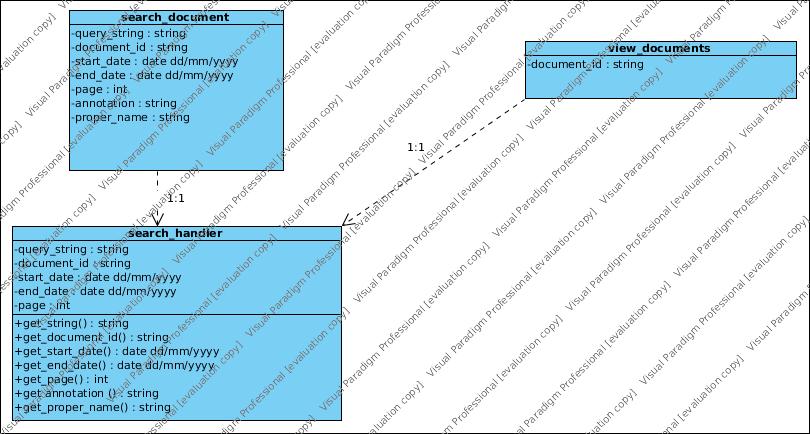 search_document
-query_string : string
-document_id : string
-start_date : date dd/mm/yyyy
-end_date : date dd/mm/yyyy
-page : int
-annotation : string
-proper_name : string
view_documents
-document_id : string
1:1
1:1
search_handler
-query_string : string
-document_id : string
-start_date : date dd/mm/yyyy
-end_date : date dd/mm/yyyy
-page : int
+get_string() : string
+get_document_id() : string
+get_start_date() : date dd/mm/yyyy
+get_end_date() : date dd/mm/yyyy
+get_page() : int
+get_annotation () : string
+get_proper_name() : string
Visual Paradigm Professional [evaluation copy]